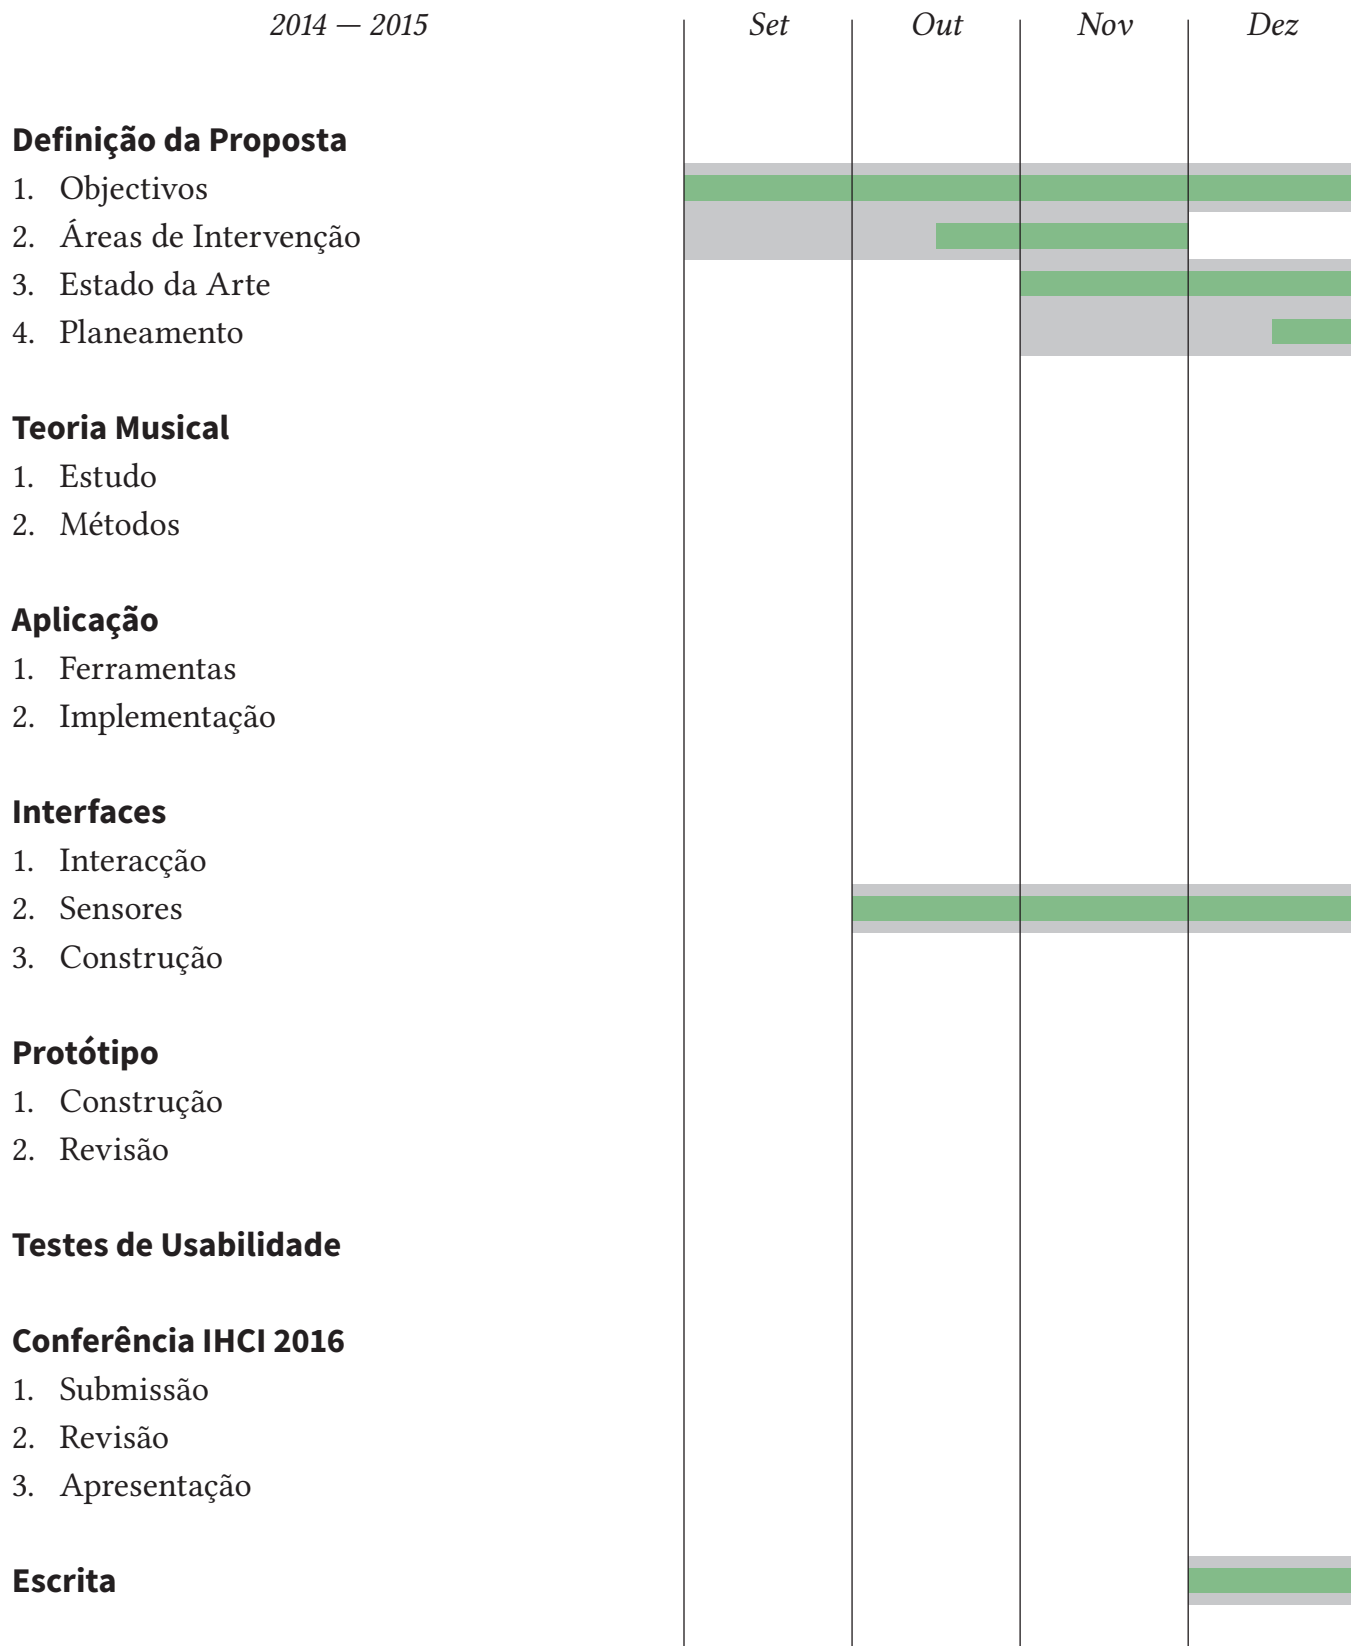 2014 — 2015 Set Out Nov Dez
Definição da Proposta
1. Objectivos
2. Áreas de Intervenção
3. Estado da Arte
4. Planeamento
Teoria Musical
1. Estudo
2. Métodos
Aplicação
1. Ferramentas
2. Implementação
Interfaces
1. Interacção
2. Sensores
3. Construção
Protótipo
1. Construção
2. Revisão
Testes de Usabilidade
Conferência IHCI 2016
1. Submissão
2. Revisão
3. Apresentação
Escrita